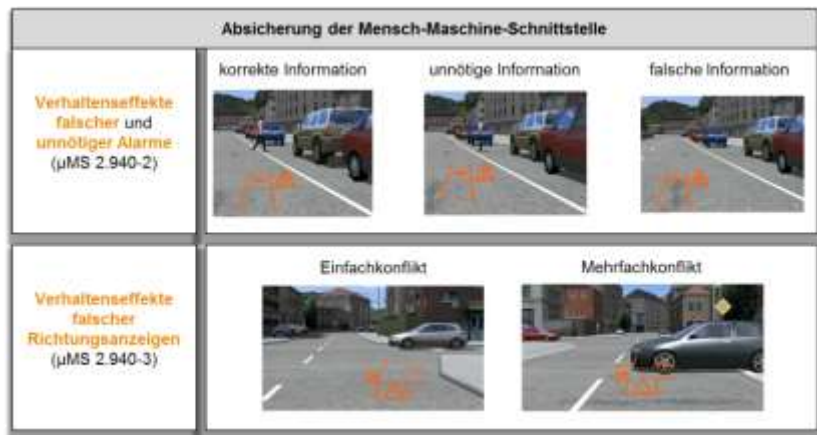 Absicherung der Mensch-Maschine-Schnittstelle
Verhaltenseffekte
falscher und
unnötiger Alarme
(µMS 2.940-2)
korrekte Information
unnötige Information
falsche Information
Verhaltenseffekte
falscher
Richtungsanzeigen
(µMS 2.940-3)
Einfachkonflikt
Mehrfachkonflikt